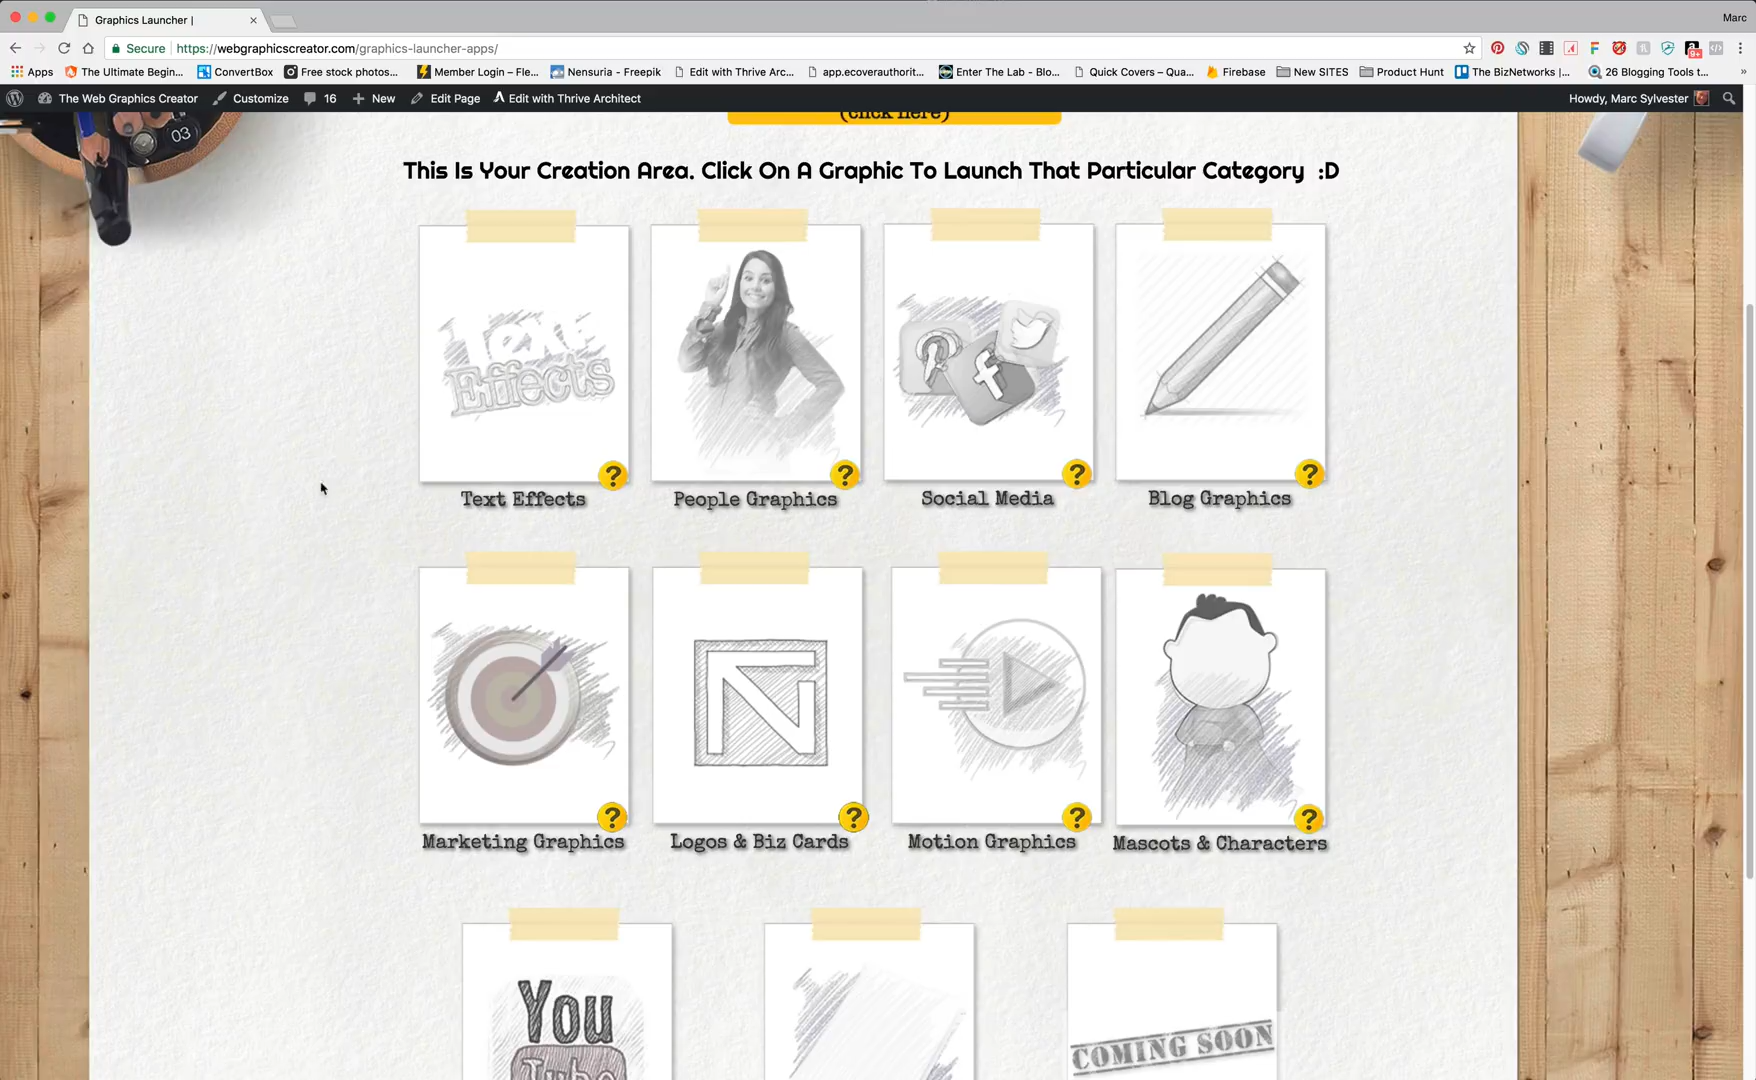 Graphics Launcher |
Marc
Secure
https://webgraphicscreator.com/graphics-launcher-apps/
Apps
The Ultimate Begin...
ConvertBox
Free stock photos...
Member Login – Fle...
Nensuria - Freepik
Edit with Thrive Arc...
app.ecoverauthorit...
Enter The Lab - Blo...
Quick Covers – Qua...
Firebase
New SITES
Product Hunt
The BizNetworks |...
26 Blogging Tools t...
The Web Graphics Creator
Customize
16
New
Edit Page
Edit with Thrive Architect
Howdy, Marc Sylvester
03
(click here)
This Is Your Creation Area. Click On A Graphic To Launch That Particular Category :D
Text
Effects
Text Effects
People Graphics
Social Media
Blog Graphics
Marketing Graphics
Logos & Biz Cards
Motion Graphics
Mascots & Characters
You
Tube
COMING SOON